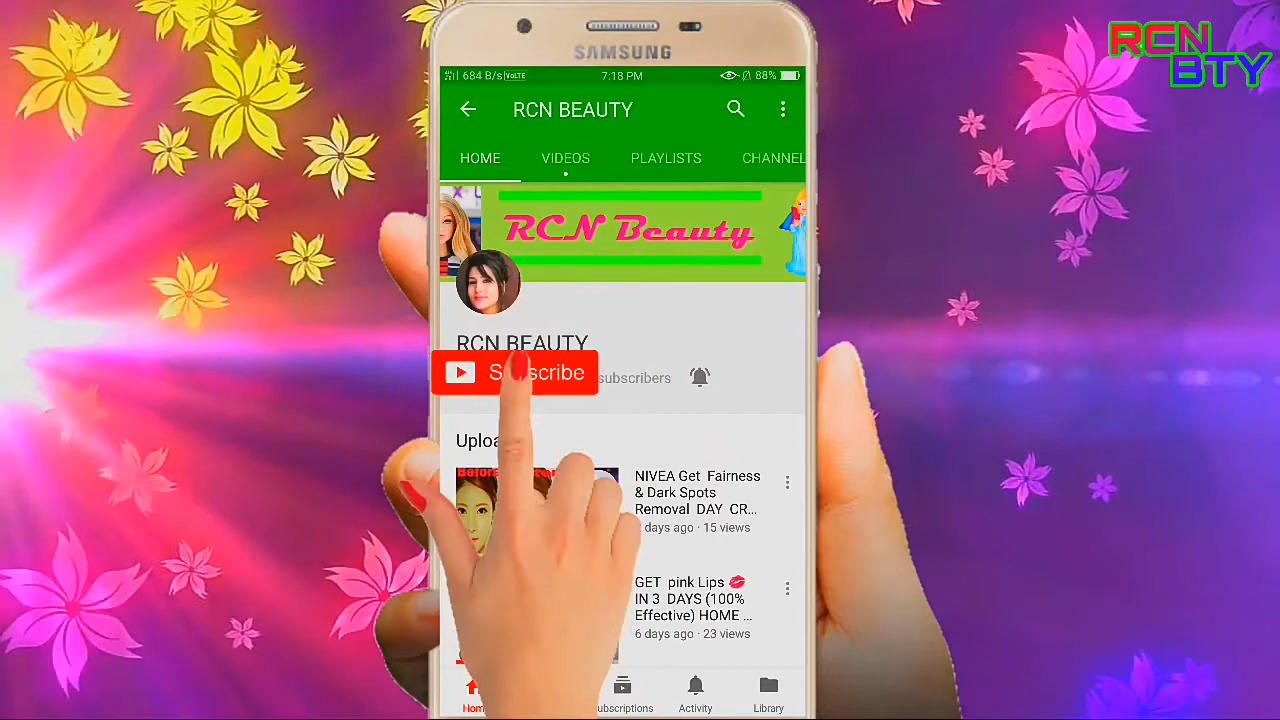 RCN
BTY
SAMSUNG
684 B/s VoLTE
7:18 PM
88%
RCN BEAUTY
HOME
VIDEOS
PLAYLISTS
CHANNEL
RCN Beauty
RCN BEAUTY
subscribers
NIVEA Get Fairness
& Dark Spots
Removal DAY CR...
days ago · 15 views
GET pink Lips 💋
IN 3 DAYS (100%
Effective) HOME ...
6 days ago · 23 views
Activity
Library